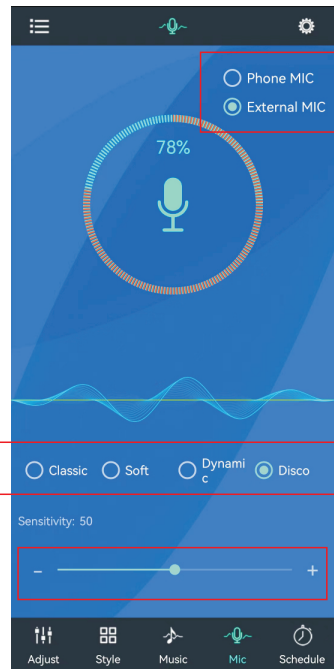 Phone MIC
External MIC
78%
Classic Soft Dynami
c Disco
Sensitivity: 50
- +
Adjust Style Music Mic Schedule